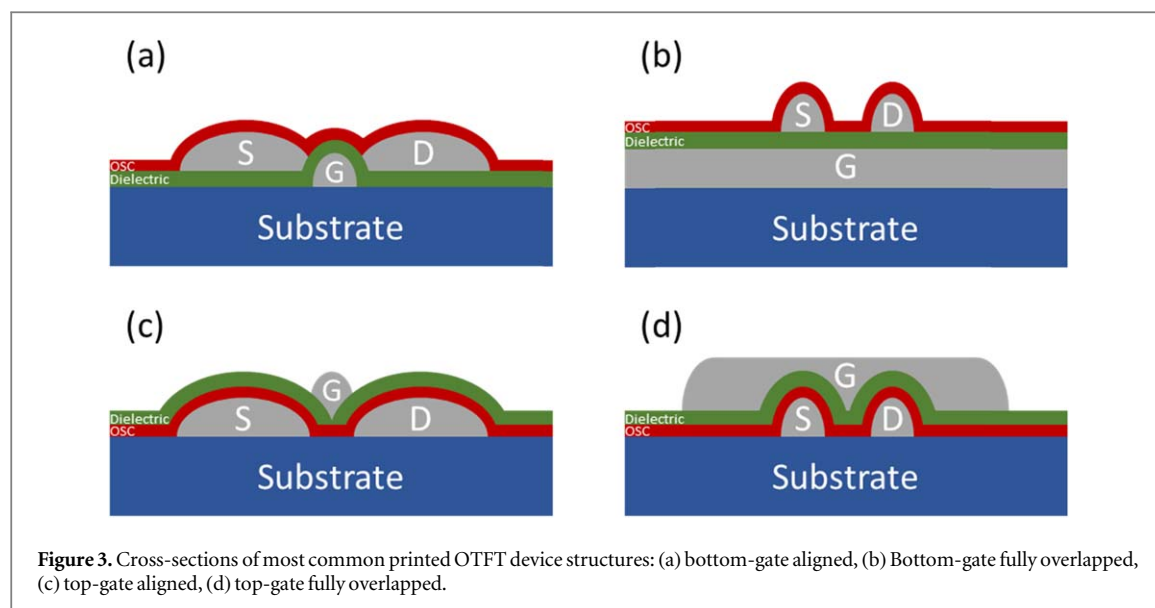 (a)
S
D
G
OSC
Dielectric
Substrate
(b)
S
D
OSC
Dielectric
G
Substrate
(c)
G
Dielectric
S
D
OSC
Substrate
(d)
G
Dielectric
S
D
OSC
Substrate
Figure 3. Cross-sections of most common printed OTFT device structures: (a) bottom-gate aligned, (b) Bottom-gate fully overlapped,
(c) top-gate aligned, (d) top-gate fully overlapped.